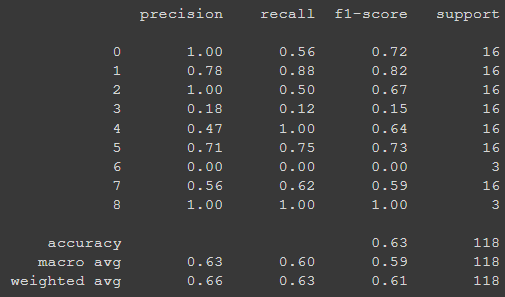 precision recall f1-score support
0 1.00 0.56 0.72 16
1 0.78 0.88 0.82 16
2 1.00 0.50 0.67 16
3 0.18 0.12 0.15 16
4 0.47 1.00 0.64 16
5 0.71 0.75 0.73 16
6 0.00 0.00 0.00 3
7 0.56 0.62 0.59 16
8 1.00 1.00 1.00 3
accuracy 0.63 118
macro avg 0.63 0.60 0.59 118
weighted avg 0.66 0.63 0.61 118